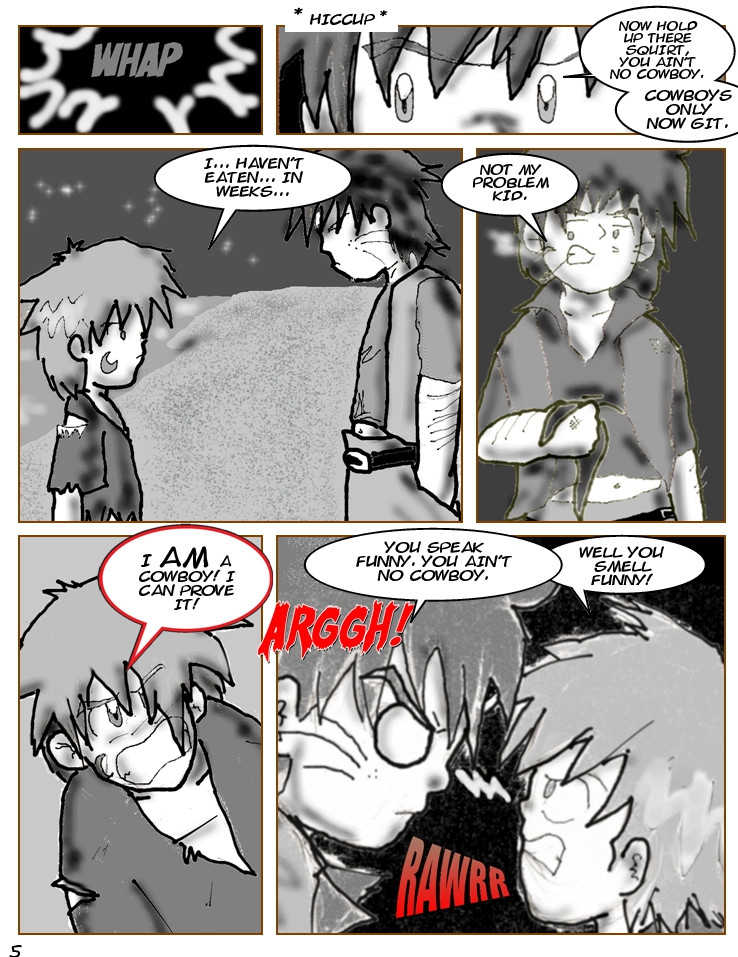 WHAP
* HICCUP *
NOW HOLD
UP THERE
SQUIRT,
YOU AIN'T
NO COWBOY.
COWBOYS
ONLY
NOW GIT.
I... HAVEN'T
EATEN... IN
WEEKS...
NOT MY
PROBLEM
KID.
I AM A
COWBOY! I
CAN PROVE
IT!
YOU SPEAK
FUNNY. YOU AIN'T
NO COWBOY.
WELL YOU
SMELL
FUNNY!
ARGGH!
RAWRR
5